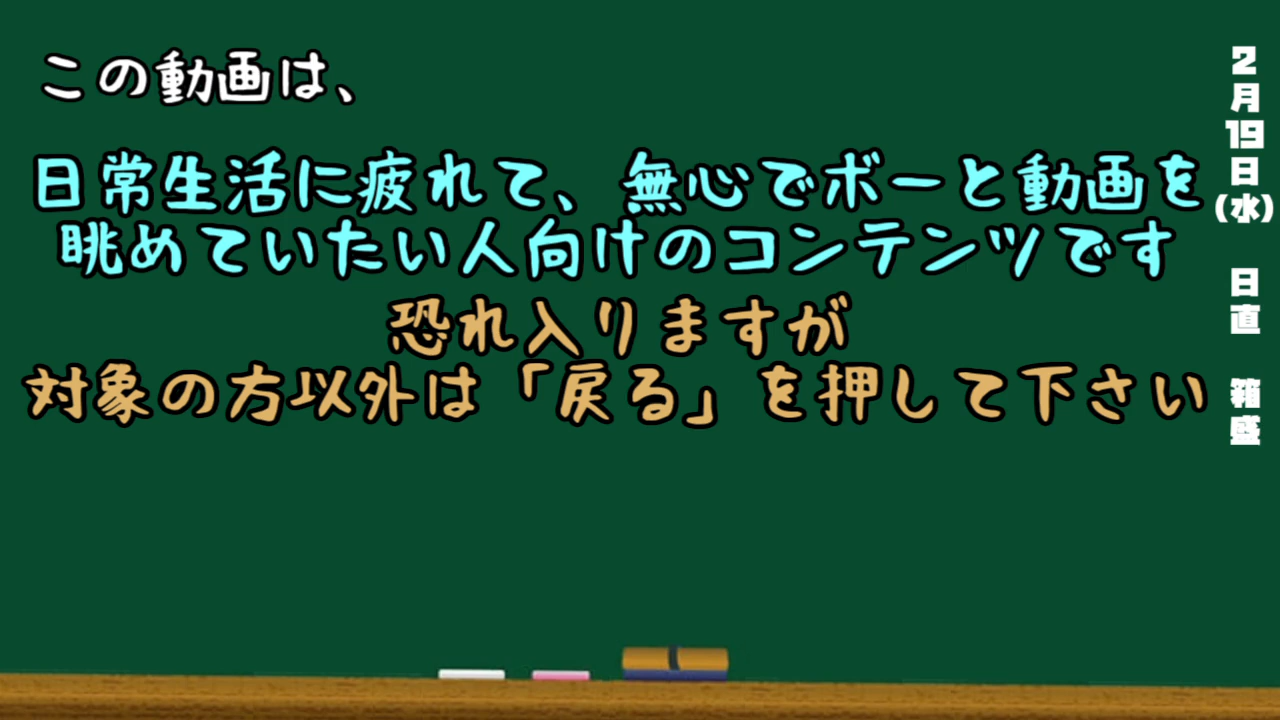 この動画は、
日常生活に疲れて、無心でボーと動画を
眺めていたい人向けのコンテンツです
恐れ入りますが
対象の方以外は「戻る」を押して下さい
2月19日(水) 日直 箱盛